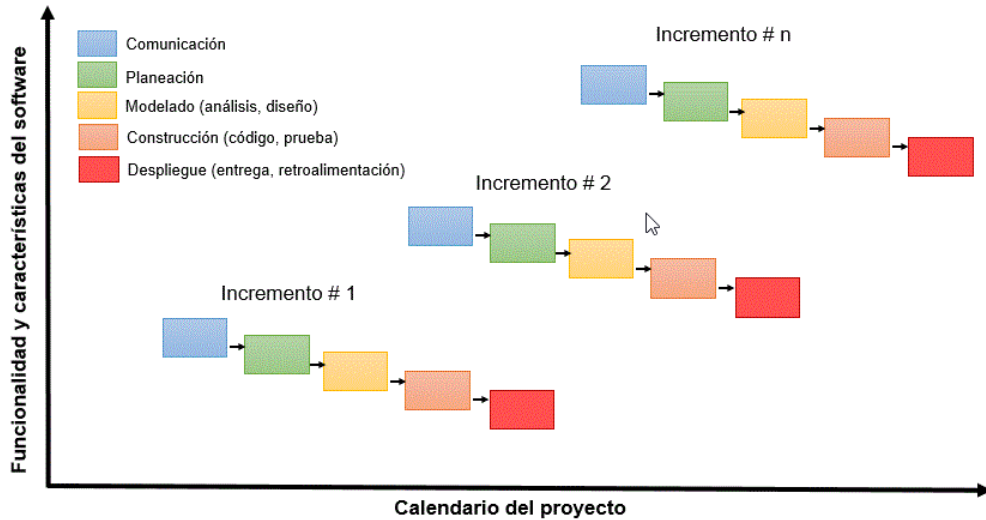 Funcionalidad y características del software
Comunicación
Planeación
Modelado (análisis, diseño)
Construcción (código, prueba)
Despliegue (entrega, retroalimentación)
Incremento # n
Incremento # 2
Incremento # 1
Calendario del proyecto